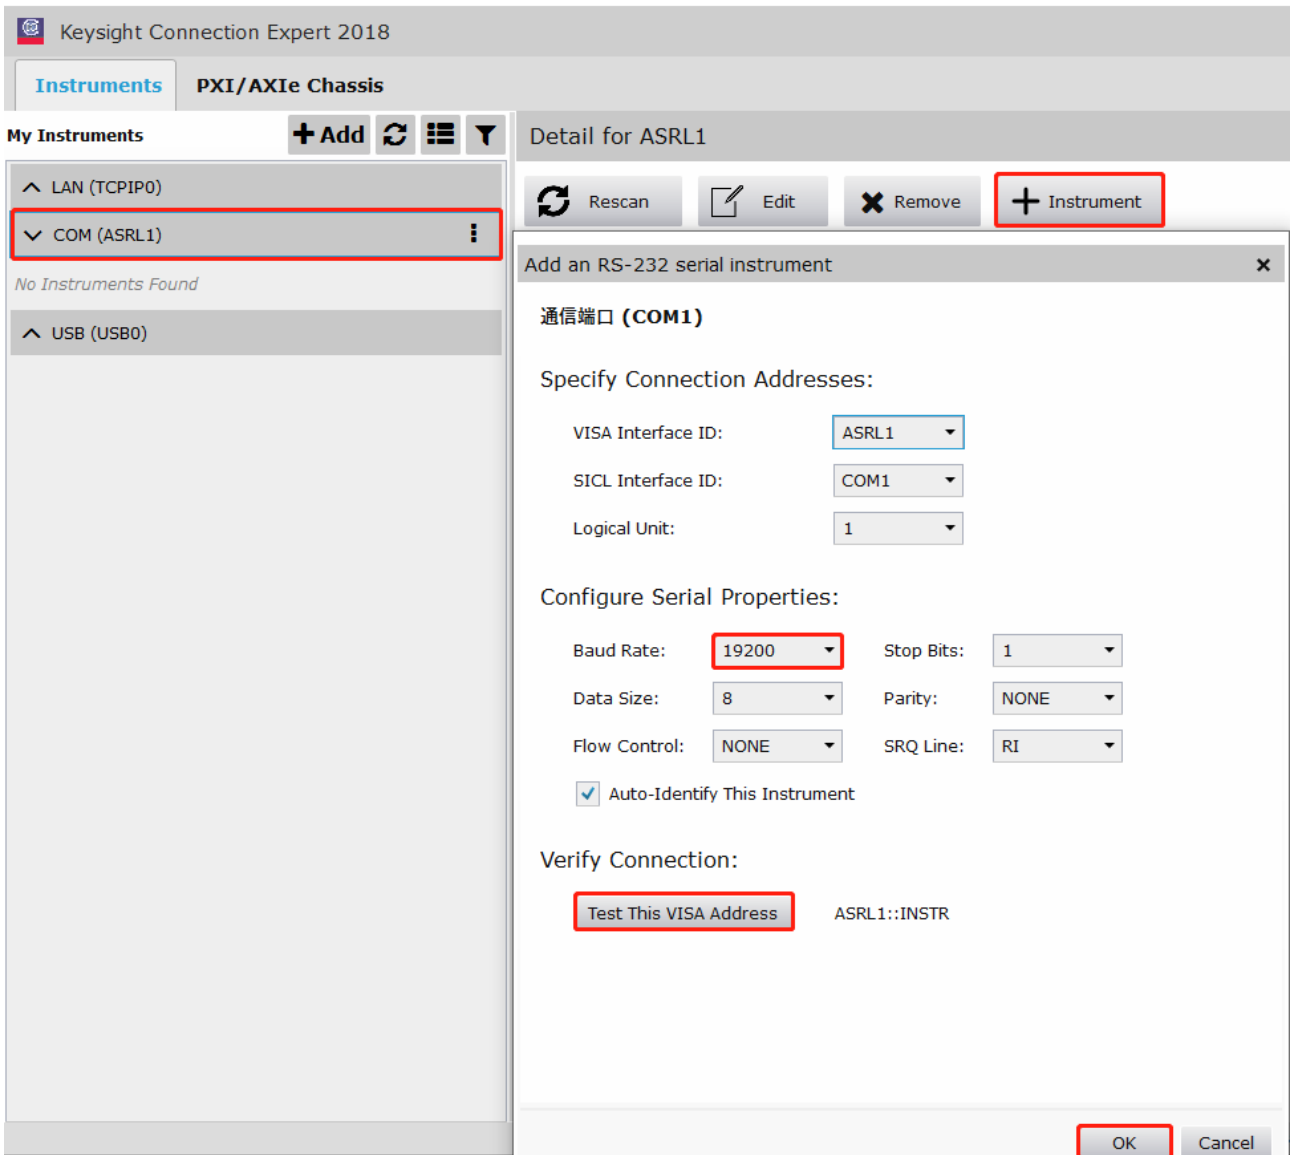 Keysight Connection Expert 2018
Instruments PXI/AXIe Chassis
My Instruments Add
LAN (TCPIP0)
COM (ASRL1)
No Instruments Found
USB (USB0)
Detail for ASRL1
Rescan Edit Remove Instrument
Add an RS-232 serial instrument
通信端口 (COM1)
Specify Connection Addresses:
VISA Interface ID: ASRL1
SICL Interface ID: COM1
Logical Unit: 1
Configure Serial Properties:
Baud Rate: 19200 Stop Bits: 1
Data Size: 8 Parity: NONE
Flow Control: NONE SRQ Line: RI
Auto-Identify This Instrument
Verify Connection:
Test This VISA Address ASRL1::INSTR
OK Cancel